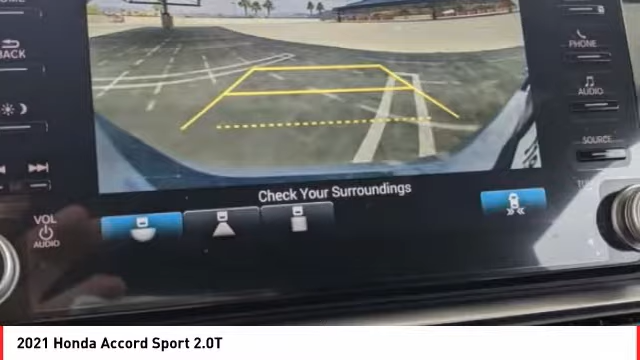 BACK
PHONE
AUDIO
SOURCE
Check Your Surroundings
VOL
AUDIO
2021 Honda Accord Sport 2.0T